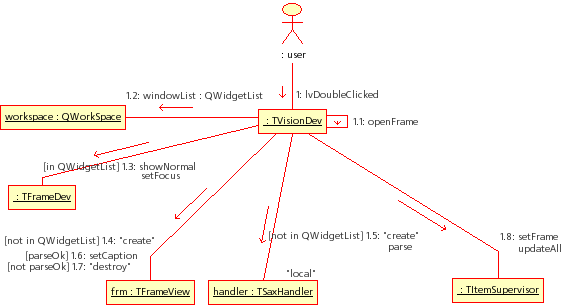 : user
1.2: windowList : QWidgetList
1: lvDoubleClicked
workspace : QWorkSpace
: TVisionDev
1.1: openFrame
[in QWidgetList] 1.3: showNormal
setFocus
: TFrameDev
[not in QWidgetList] 1.4: "create"
[parseOk] 1.6: setCaption
[not parseOk] 1.7: "destroy"
[not in QWidgetList] 1.5: "create"
parse
1.8: setFrame
updateAll
"local"
frm : TFrameView
handler : TSaxHandler
: TItemSupervisor